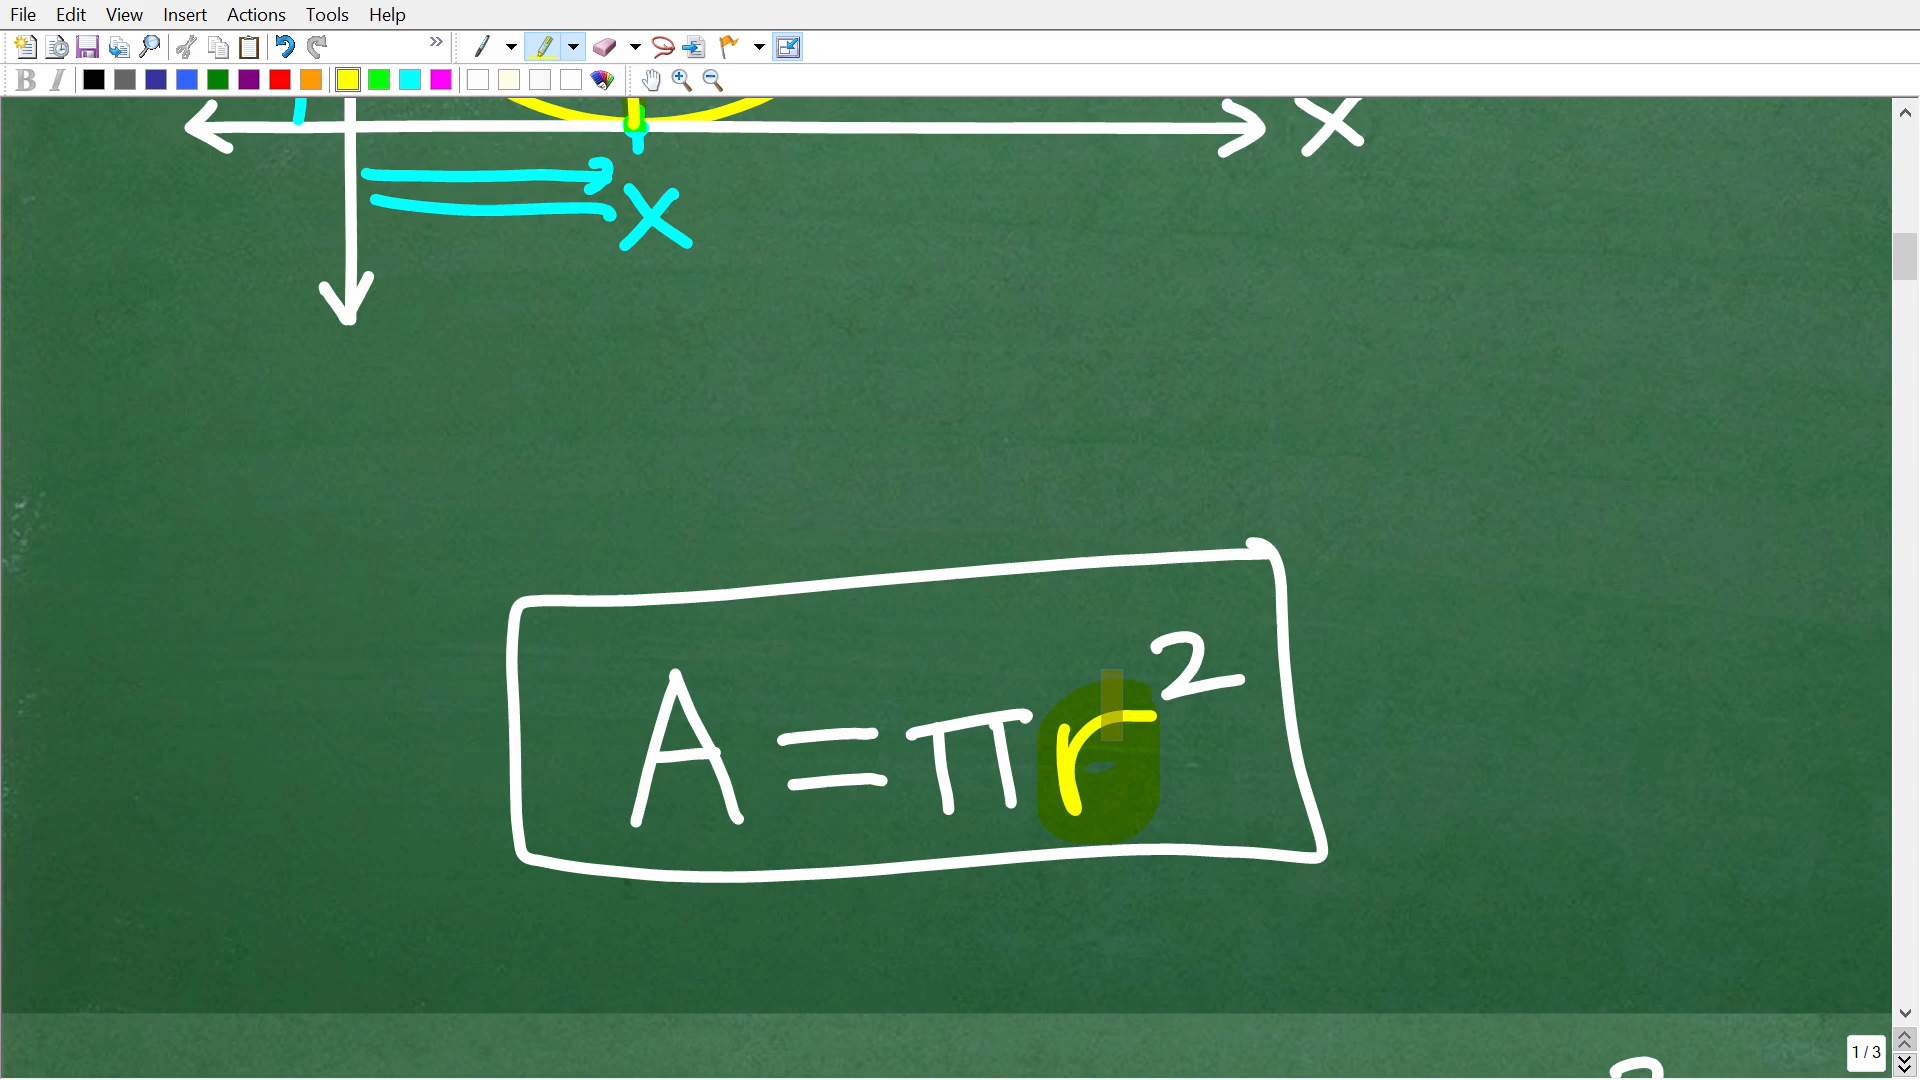 File Edit View Insert Actions Tools Help
B I
X
X
A = πr²
1 / 3